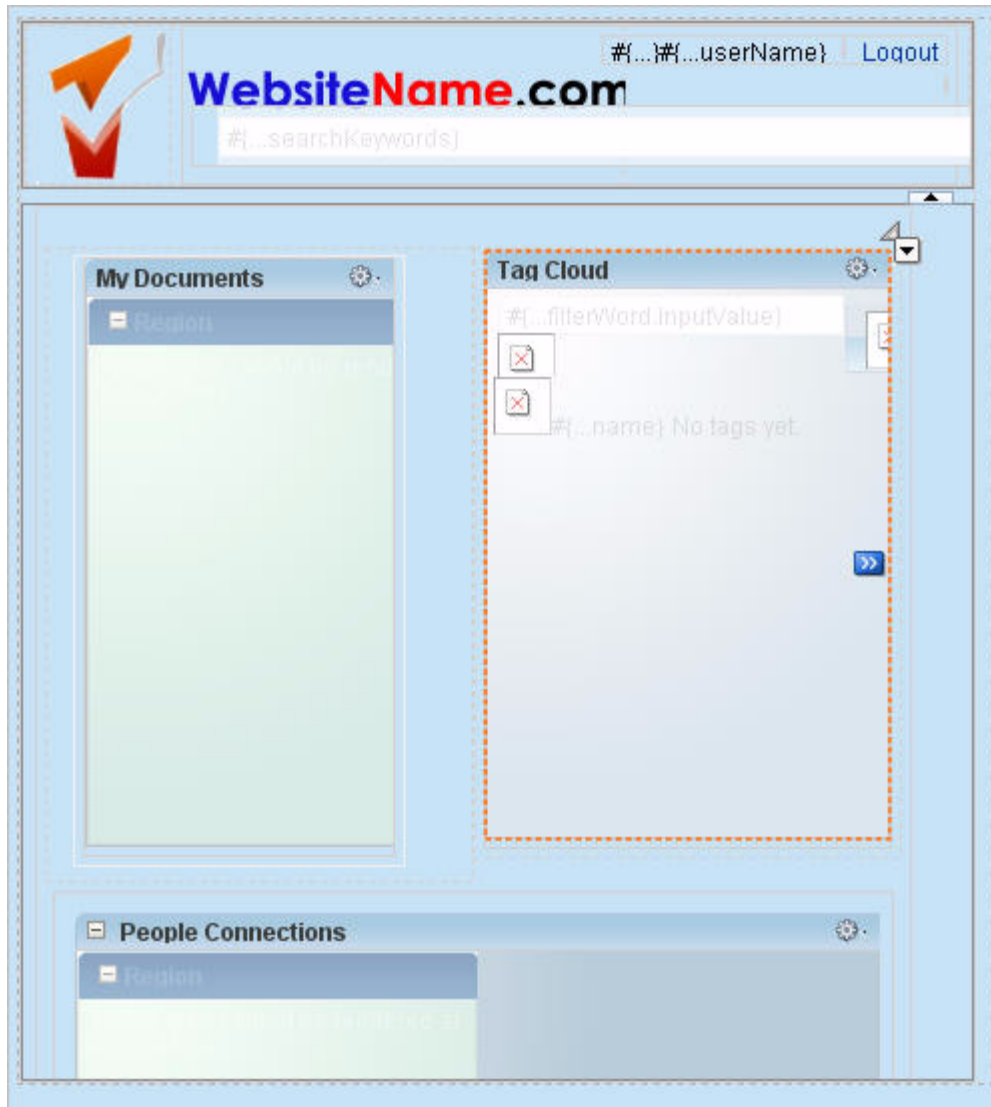 #{...}#{...userName} Logout
WebsiteName.com
#{...searchKeywords}
My Documents
Tag Cloud
Region
#{...filterWord.inputValue}
#{...name} No tags yet.
People Connections
Region